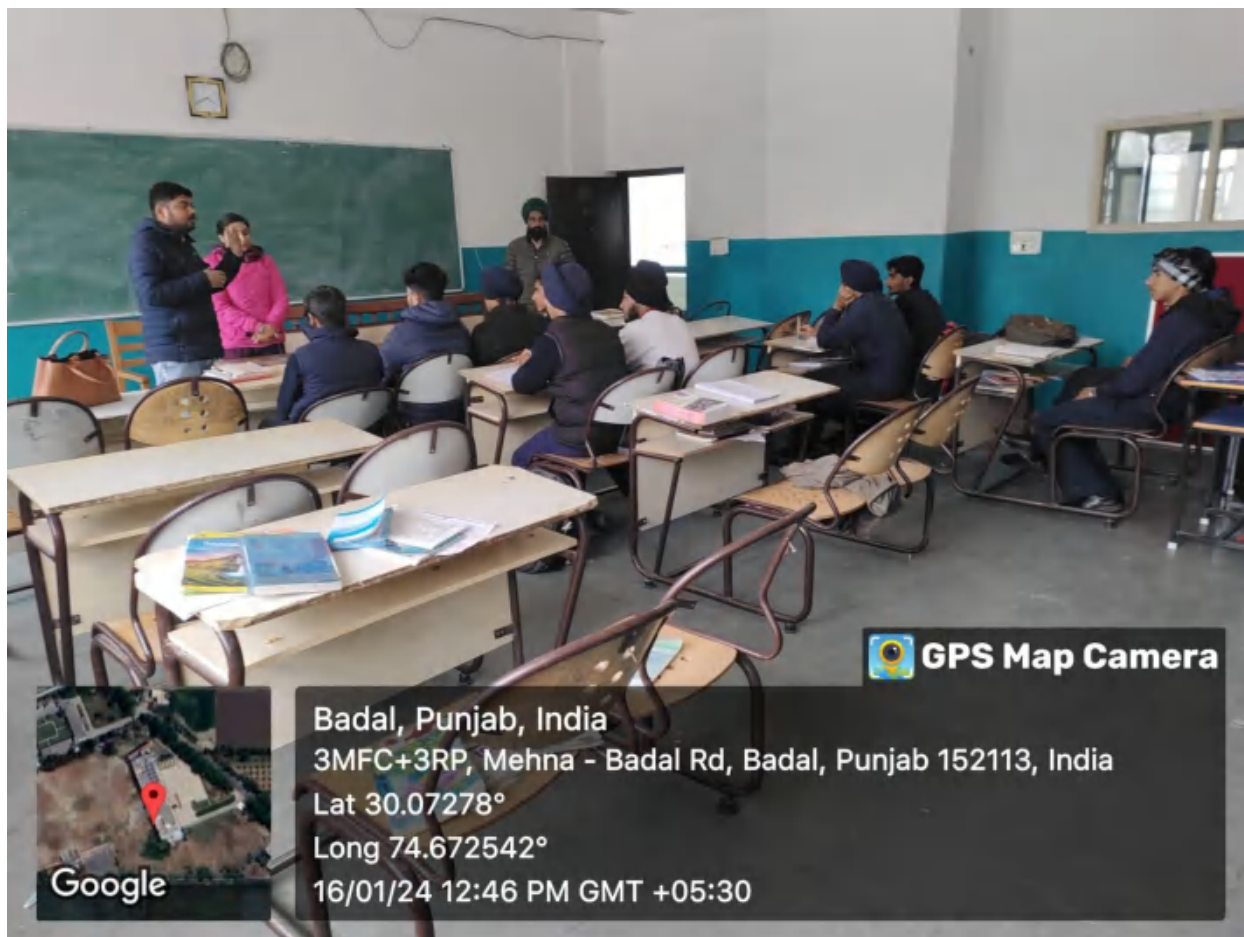 GPS Map Camera
Badal, Punjab, India
3MFC+3RP, Mehna - Badal Rd, Badal, Punjab 152113, India
Lat 30.07278°
Long 74.672542°
16/01/24 12:46 PM GMT +05:30
Google